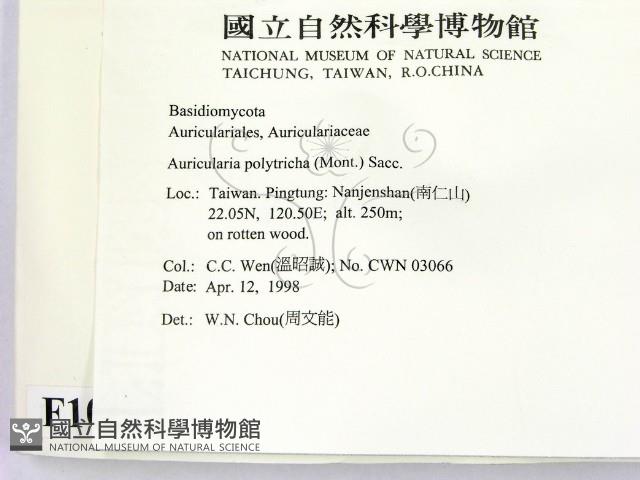 國立自然科學博物館
NATIONAL MUSEUM OF NATURAL SCIENCE
TAICHUNG, TAIWAN, R.O.CHINA
Basidiomycota
Auriculariales, Auriculariaceae
Auricularia polytricha (Mont.) Sacc.
Loc.: Taiwan. Pingtung: Nanjenshan(南仁山)
22.05N, 120.50E; alt. 250m;
on rotten wood.
Col.: C.C. Wen(溫昭誠); No. CWN 03066
Date: Apr. 12, 1998
Det.: W.N. Chou(周文能)
國立自然科學博物館
NATIONAL MUSEUM OF NATURAL SCIENCE